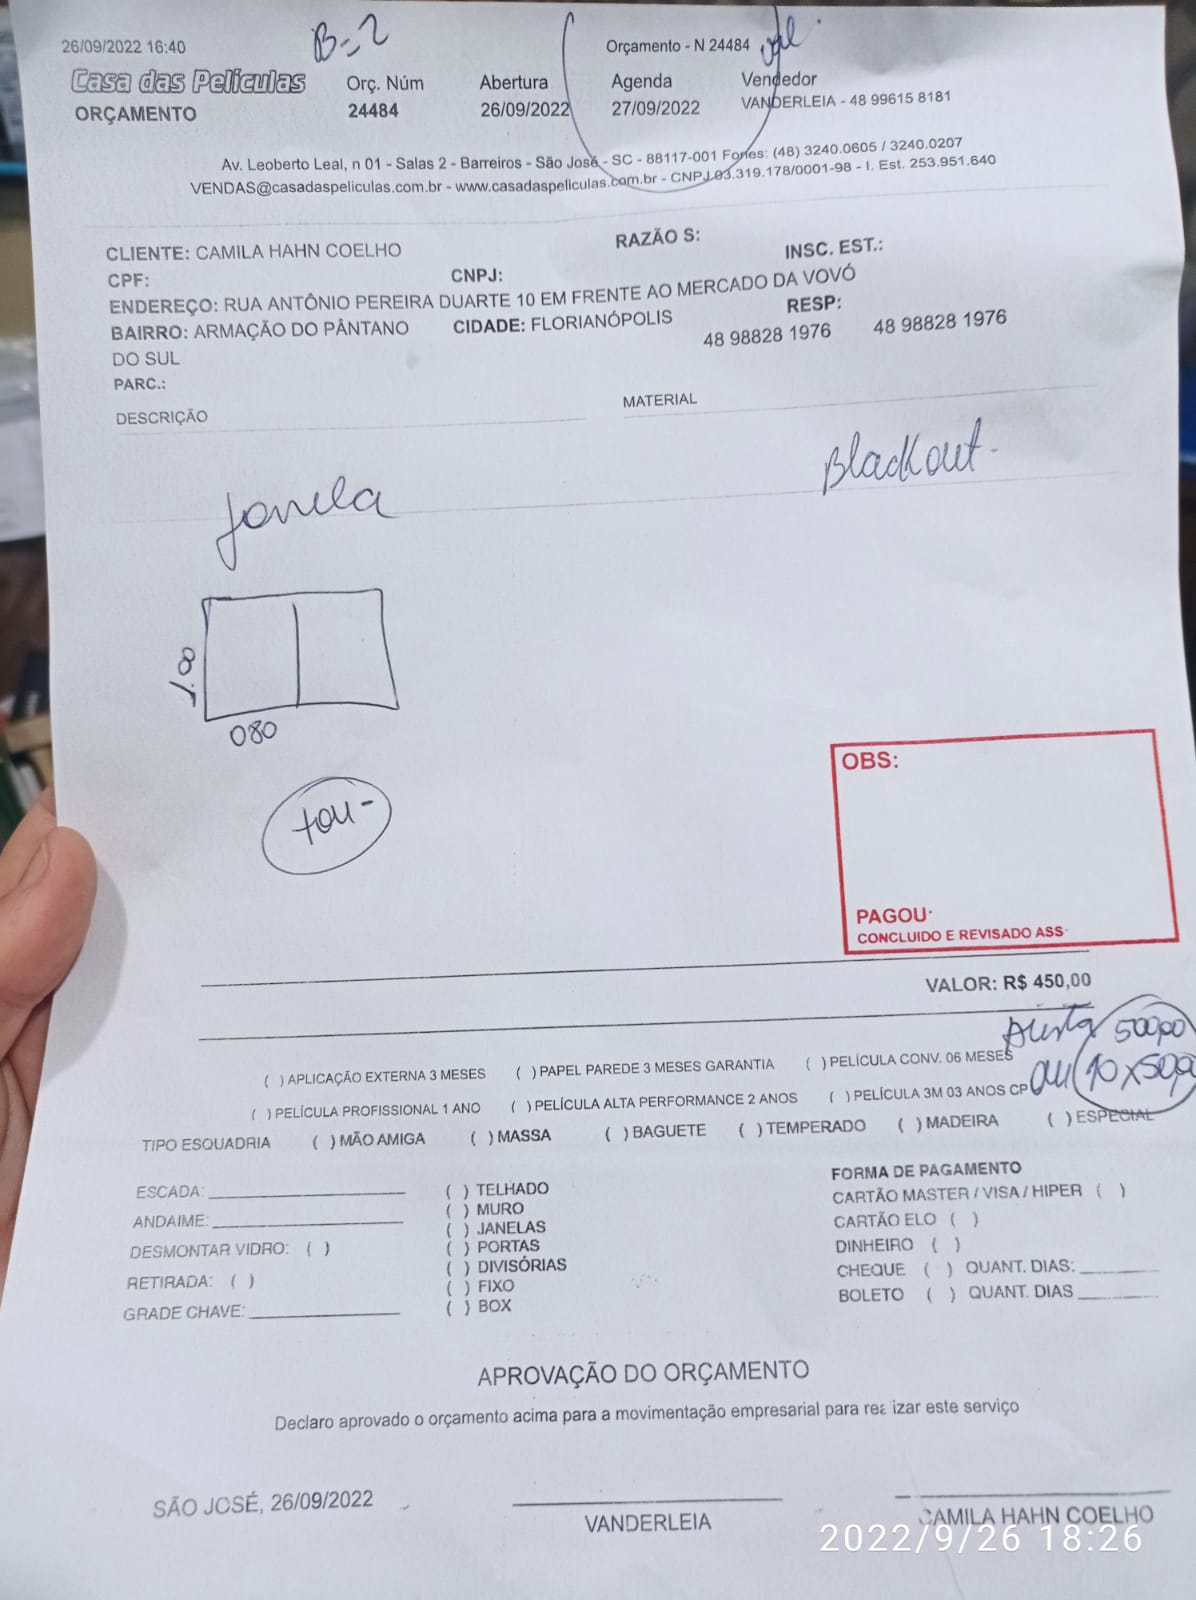 26/09/2022 16:40
B=2
Orçamento - N 24484
Casa das Películas
ORÇAMENTO
Orç. Núm
24484
Abertura
26/09/2022
Agenda
27/09/2022
Vendedor
VANDERLEIA - 48 99615 8181
Av. Leoberto Leal, n 01 - Salas 2 - Barreiros - São José - SC - 88117-001 Fones: (48) 3240.0605 / 3240.0207
VENDAS@casadaspeliculas.com.br - www.casadaspeliculas.com.br - CNPJ 93.319.178/0001-98 - I. Est. 253.951.640
CLIENTE: CAMILA HAHN COELHO
RAZÃO S:
INSC. EST.:
CPF:
CNPJ:
ENDEREÇO: RUA ANTÔNIO PEREIRA DUARTE 10 EM FRENTE AO MERCADO DA VOVÓ
BAIRRO: ARMAÇÃO DO PÂNTANO DO SUL
CIDADE: FLORIANÓPOLIS
RESP:
48 98828 1976
48 98828 1976
PARC.:
DESCRIÇÃO
MATERIAL
Janela
Blackout
1.00
080
OBS:
PAGOU
CONCLUIDO E REVISADO ASS
VALOR: R$ 450,00
500,00
ou 10x50,00
( ) APLICAÇÃO EXTERNA 3 MESES ( ) PAPEL PAREDE 3 MESES GARANTIA ( ) PELÍCULA CONV. 06 MESES
( ) PELÍCULA PROFISSIONAL 1 ANO ( ) PELÍCULA ALTA PERFORMANCE 2 ANOS ( ) PELÍCULA 3M 03 ANOS CP
TIPO ESQUADRIA ( ) MÃO AMIGA ( ) MASSA ( ) BAGUETE ( ) TEMPERADO ( ) MADEIRA ( ) ESPECIAL
ESCADA:
ANDAIME:
DESMONTAR VIDRO: ( )
RETIRADA: ( )
GRADE CHAVE:
( ) TELHADO
( ) MURO
( ) JANELAS
( ) PORTAS
( ) DIVISÓRIAS
( ) FIXO
( ) BOX
FORMA DE PAGAMENTO
CARTÃO MASTER / VISA / HIPER ( )
CARTÃO ELO ( )
DINHEIRO ( )
CHEQUE ( ) QUANT. DIAS:
BOLETO ( ) QUANT. DIAS
APROVAÇÃO DO ORÇAMENTO
Declaro aprovado o orçamento acima para a movimentação empresarial para realizar este serviço
SÃO JOSÉ, 26/09/2022
VANDERLEIA
CAMILA HAHN COELHO
2022/9/26 18:26